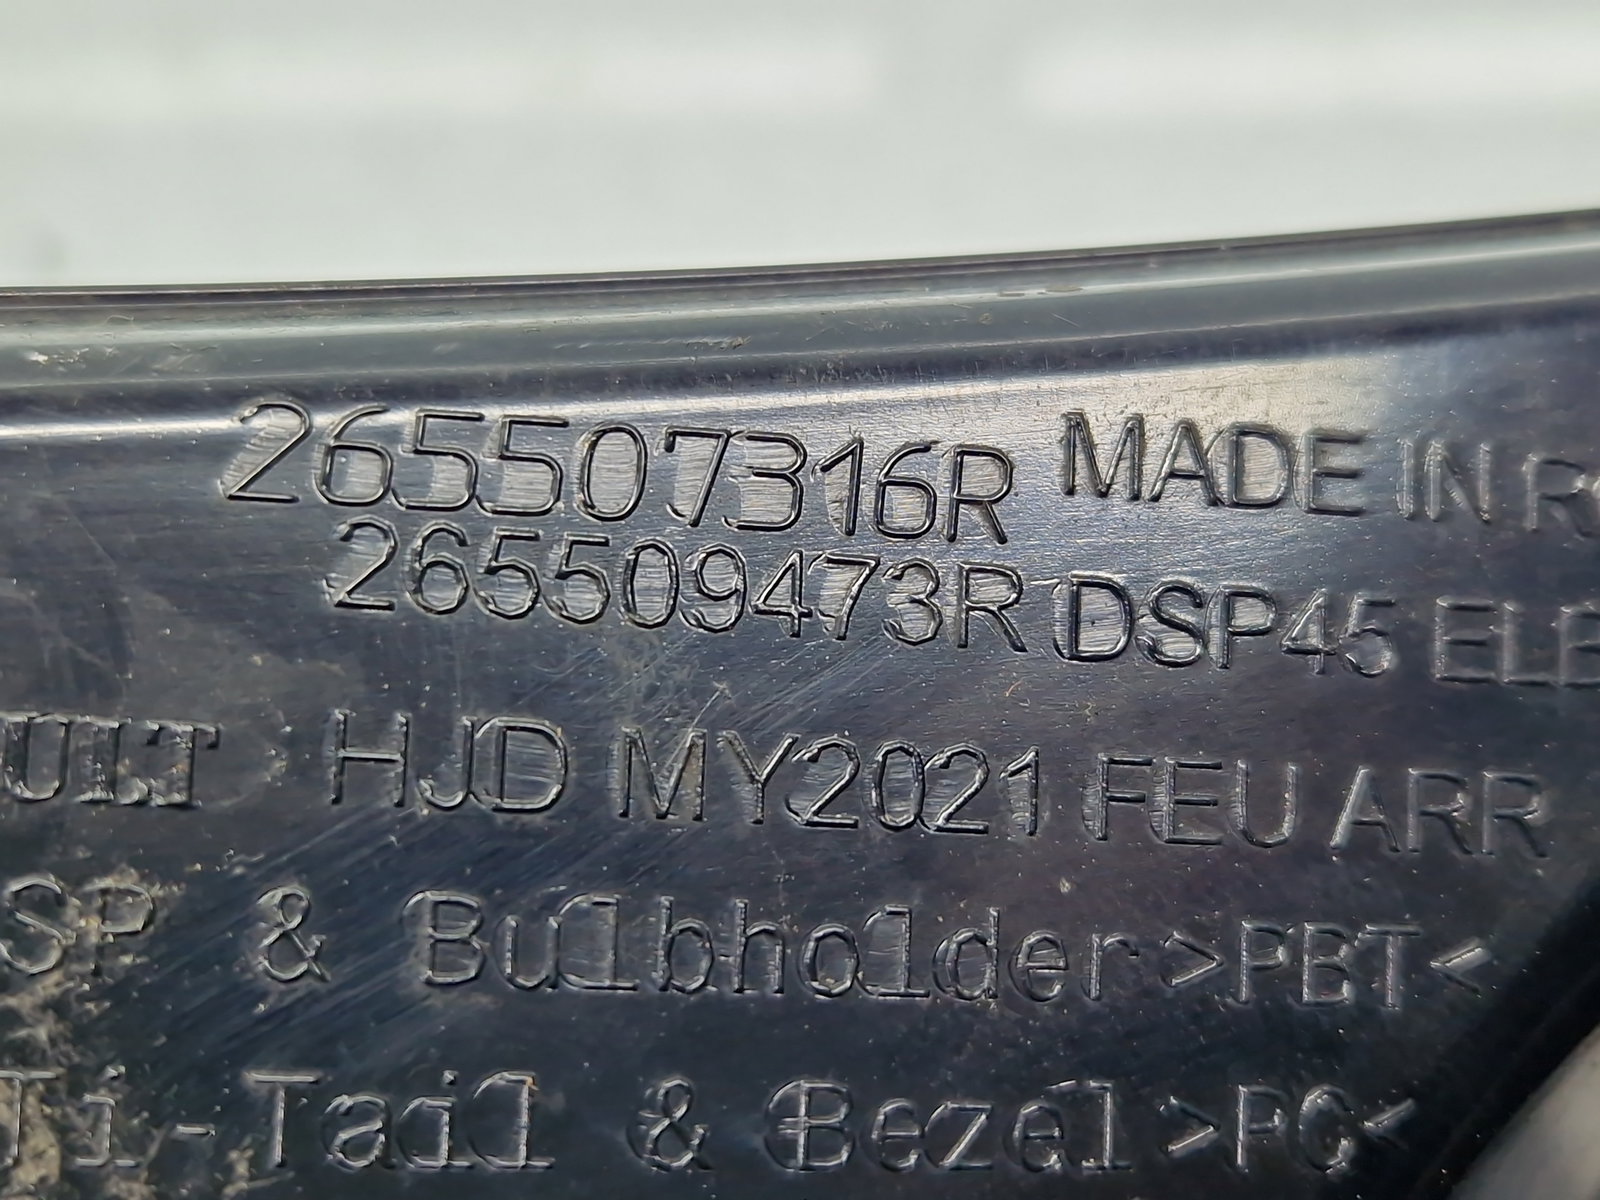 265507316R MADE IN
265509473R DSP45
HJD MY2021 FEU ARR
& Bulbholder>PBT<
Tail & Bezel>PC<